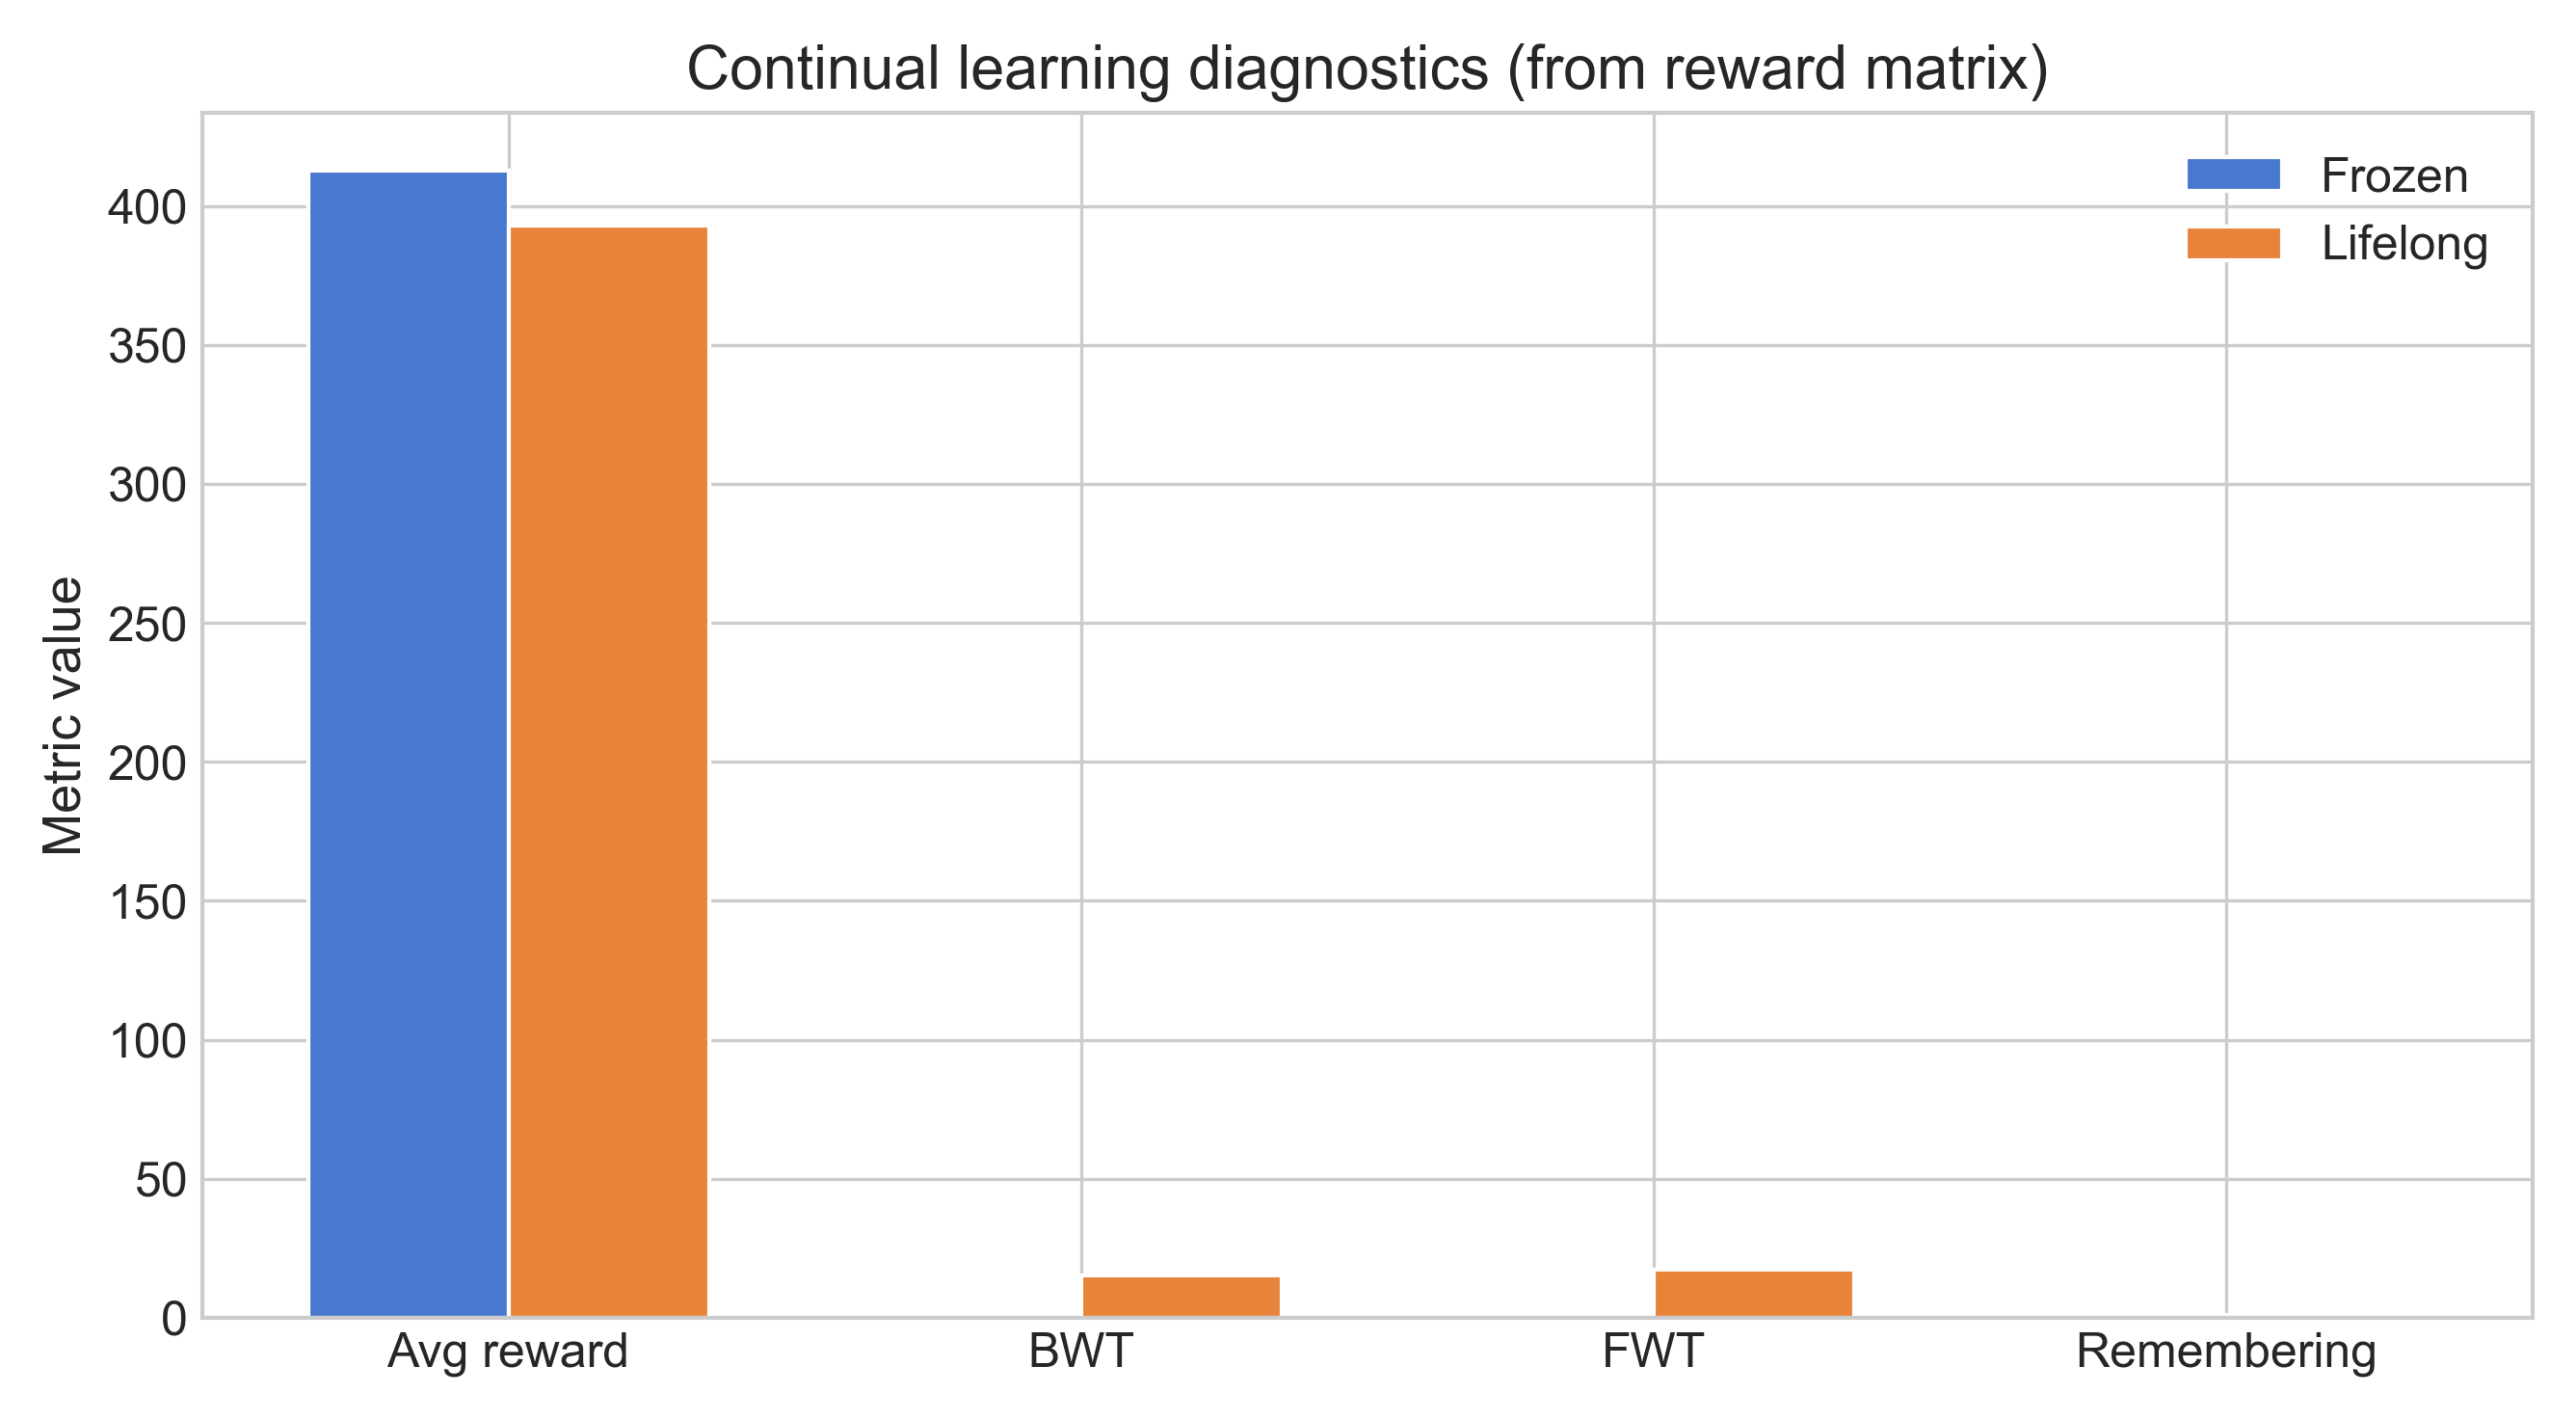 Continual learning diagnostics (from reward matrix)
Frozen
Lifelong
Metric value
400
350
300
250
200
150
100
50
0
Avg reward
BWT
FWT
Remembering